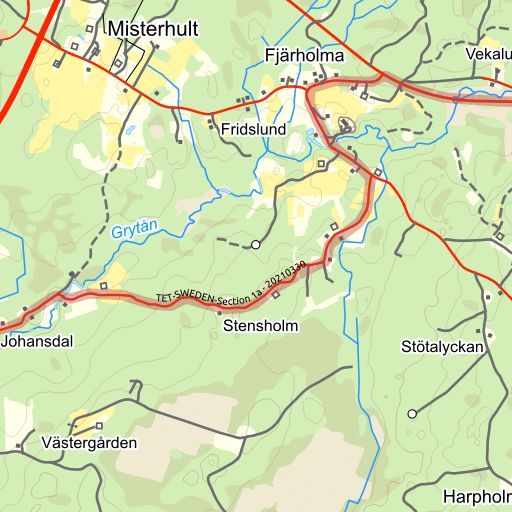 Misterhult
Fjärholma
Vekalu
Fridslund
Grytån
TET-SWEDEN-Section 1a - 20210330
Stensholm
Johansdal
Stötalyckan
Västergården
Harpholm